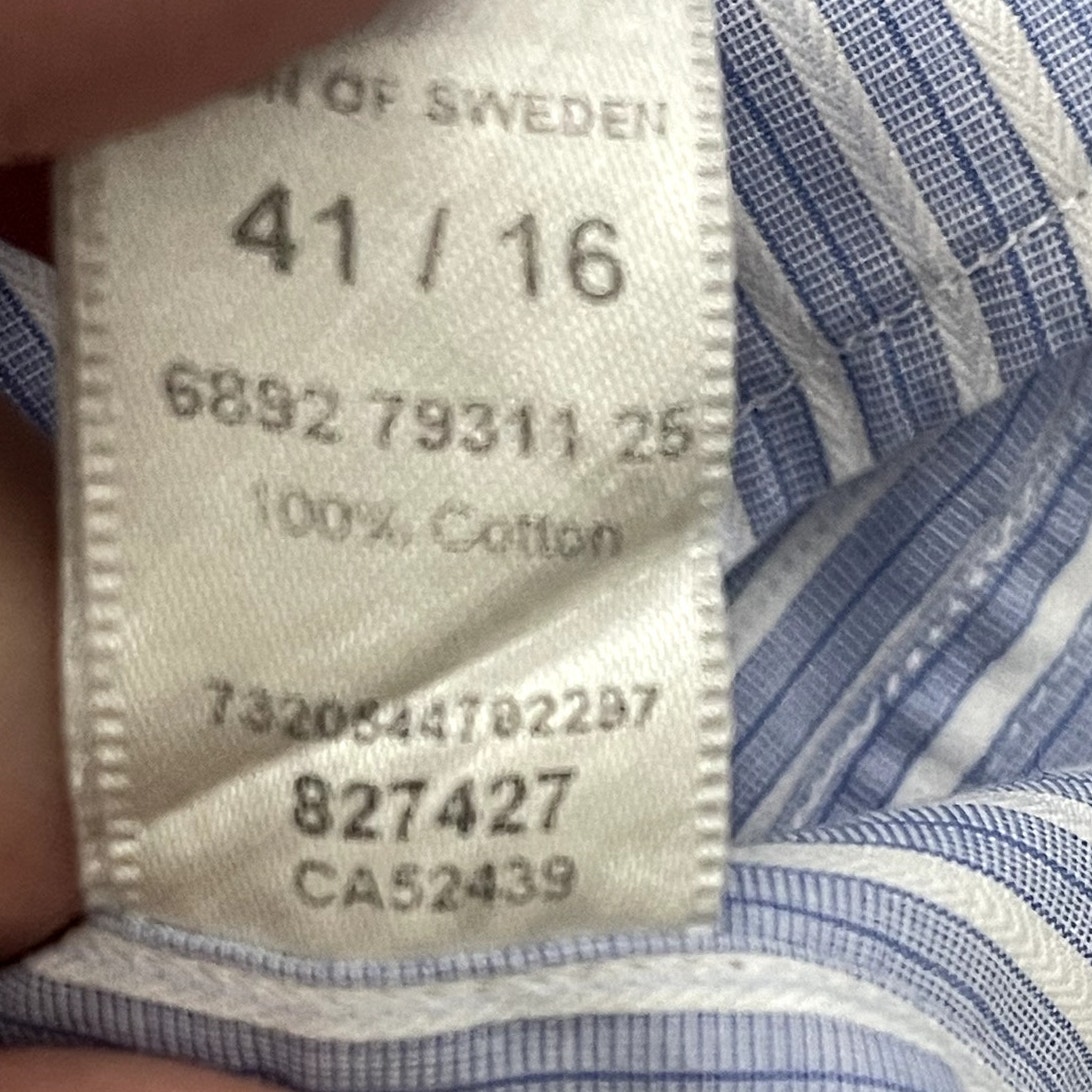 OF SWEDEN
41 / 16
6892 79311 25
100% Cotton
827427
CA52439